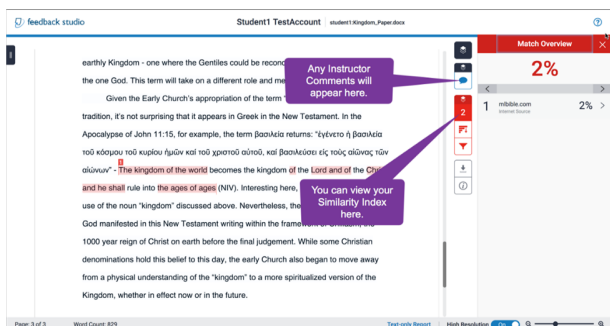 feedback studio
Student1 TestAccount | student1:Kingdom_Paper.docx
?
earthly Kingdom - one where the Gentiles could be
the one God. This term will take on a different role and
Given the Early Church's appropriation of the term
tradition, it's not surprising that it appears in Greek in the New Testament. In the
Apocalypse of John 11:15, for example, the term βασιλεία returns: "ἐγένετο ἡ βασιλεία
τοῦ κόσμου τοῦ κυρίου ἡμῶν καὶ τοῦ χριστοῦ αὐτοῦ, καὶ βασιλεύσει εἰς τοὺς αἰῶνας τῶν
1
αἰώνων" - The kingdom of the world becomes the kingdom of the Lord and of the
and he shall rule into the ages of ages (NIV). Interesting here,
use of the noun "kingdom" discussed above. Nevertheless, the
God manifested in this New Testament writing within the
1000 year reign of Christ on earth before the final judgement. While some Christian
denominations hold this belief to this day, the early Church also began to move away
from a physical understanding of the "kingdom" to a more spiritualized version of the
Kingdom, whether in effect now or in the future.
Any Instructor
Comments will
appear here.
You can view your
Similarity Index
here.
2
Match Overview
2%
1 mlbible.com 2%
Internet Source
Page: 3 of 3
Word Count: 829
Text-only Report
High Resolution
On